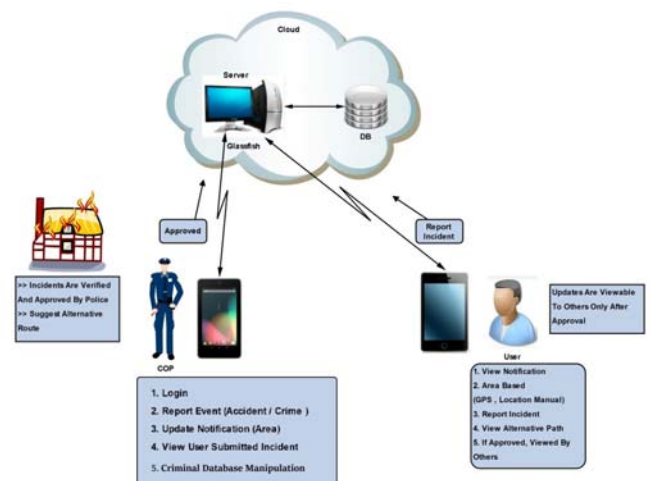 Cloud
Server
DB
Glassfish
Approved
Report
Incident
>> Incidents Are Verified
And Approved By Police
>> Suggest Alternative
Route
COP
1. Login
2. Report Event (Accident / Crime )
3. Update Notification (Area)
4. View User Submitted Incident
5. Criminal Database Manipulation
Updates Are Viewable
To Others Only After
Approval
User
1. View Notification
2. Area Based
(GPS , Location Manual)
3. Report Incident
4. View Alternative Path
5. If Approved, Viewed By
Others